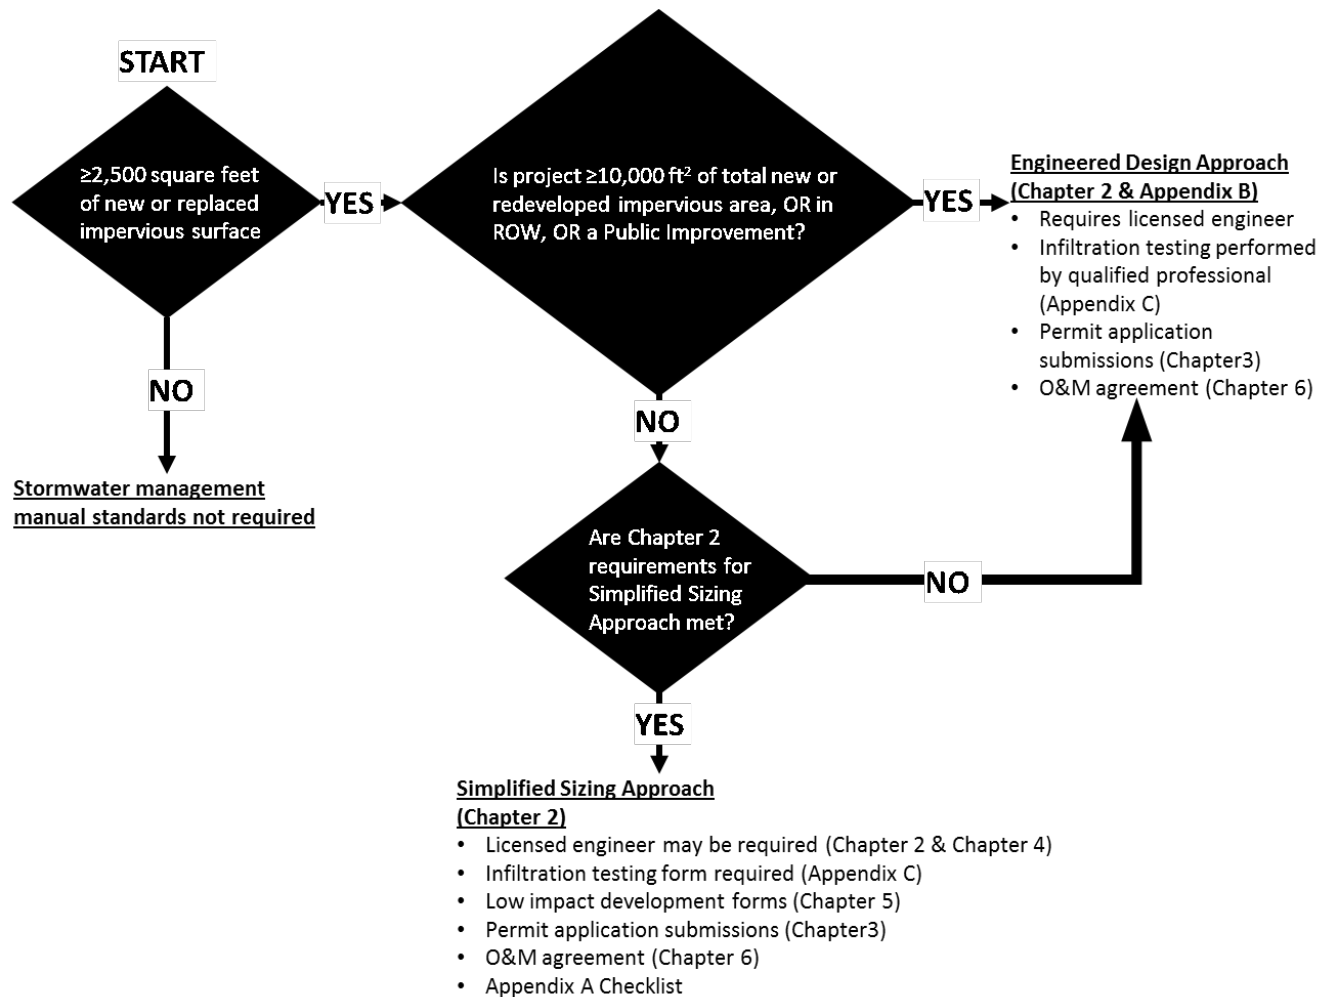 START
≥2,500 square feet
of new or replaced
impervious surface
YES
Is project ≥10,000 ft² of total new or
redeveloped impervious area, OR in
ROW, OR a Public Improvement?
YES
Engineered Design Approach
(Chapter 2 & Appendix B)
• Requires licensed engineer
• Infiltration testing performed
by qualified professional
(Appendix C)
• Permit application
submissions (Chapter3)
• O&M agreement (Chapter 6)
NO
Stormwater management
manual standards not required
NO
Are Chapter 2
requirements for
Simplified Sizing
Approach met?
NO
YES
Simplified Sizing Approach
(Chapter 2)
• Licensed engineer may be required (Chapter 2 & Chapter 4)
• Infiltration testing form required (Appendix C)
• Low impact development forms (Chapter 5)
• Permit application submissions (Chapter3)
• O&M agreement (Chapter 6)
• Appendix A Checklist